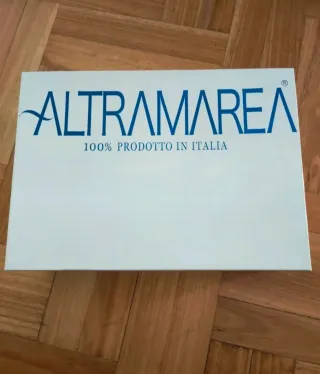 ALTRAMAREA®
100% PRODOTTO IN ITALIA